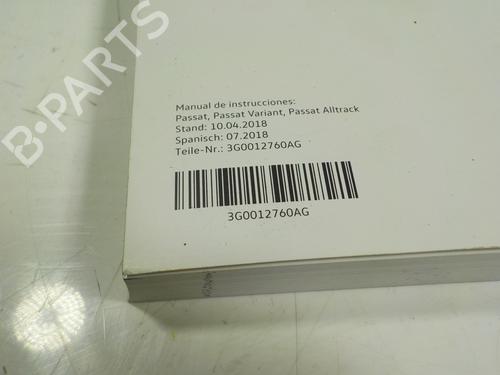 B-PARTS
Manual de instrucciones:
Passat, Passat Variant, Passat Alltrack
Stand: 10.04.2018
Spanisch: 07.2018
Teile-Nr.: 3G0012760AG
3G0012760AG